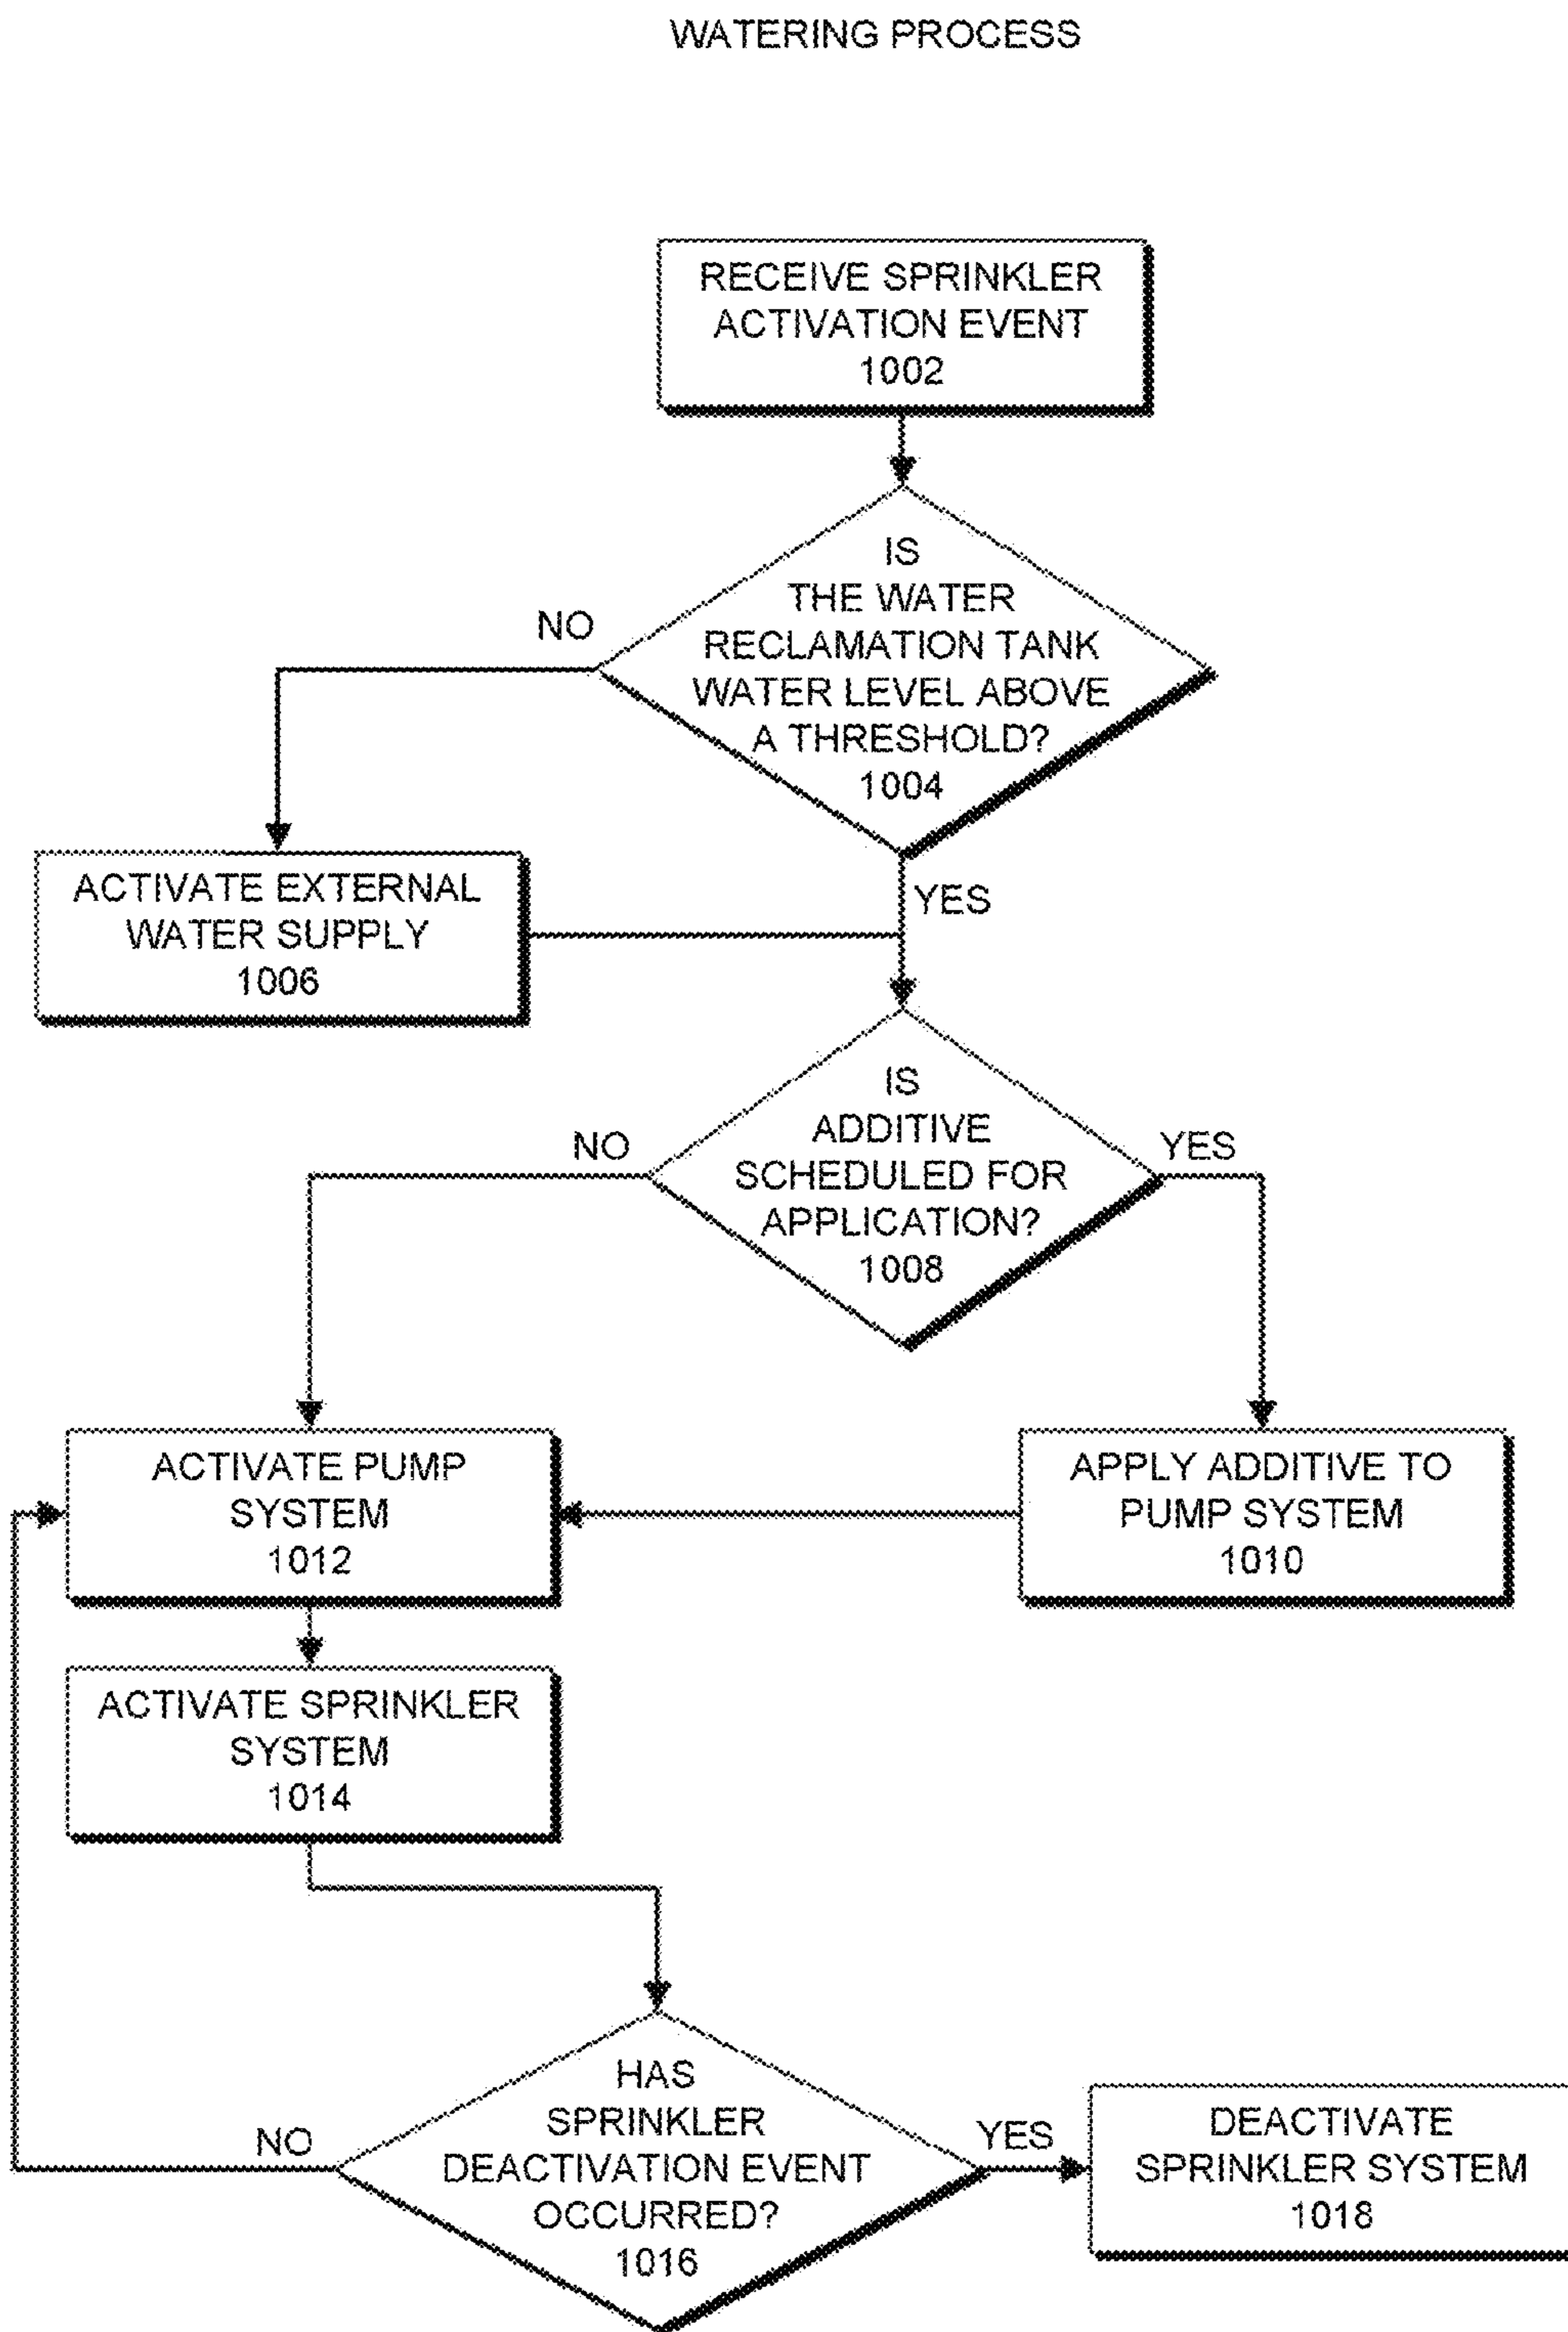 WATERING PROCESS
RECEIVE SPRINKLER
ACTIVATION EVENT
1002
IS
THE WATER
RECLAMATION TANK
WATER LEVEL ABOVE
A THRESHOLD?
1004
NO
YES
ACTIVATE EXTERNAL
WATER SUPPLY
1006
IS
ADDITIVE
SCHEDULED FOR
APPLICATION?
1008
NO
YES
ACTIVATE PUMP
SYSTEM
1012
APPLY ADDITIVE TO
PUMP SYSTEM
1010
ACTIVATE SPRINKLER
SYSTEM
1014
HAS
SPRINKLER
DEACTIVATION EVENT
OCCURRED?
1016
NO
YES
DEACTIVATE
SPRINKLER SYSTEM
1018